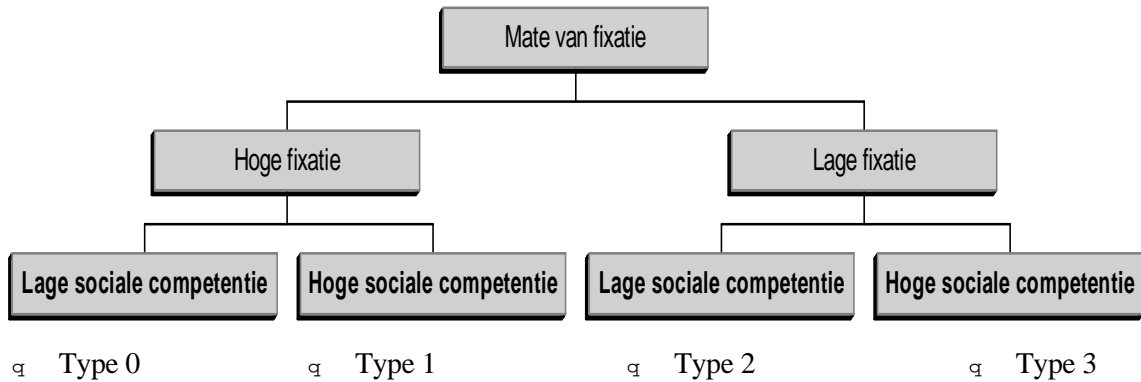 Mate van fixatie
Hoge fixatie
Lage fixatie
Lage sociale competentie
Hoge sociale competentie
Lage sociale competentie
Hoge sociale competentie
q Type 0
q Type 1
q Type 2
q Type 3